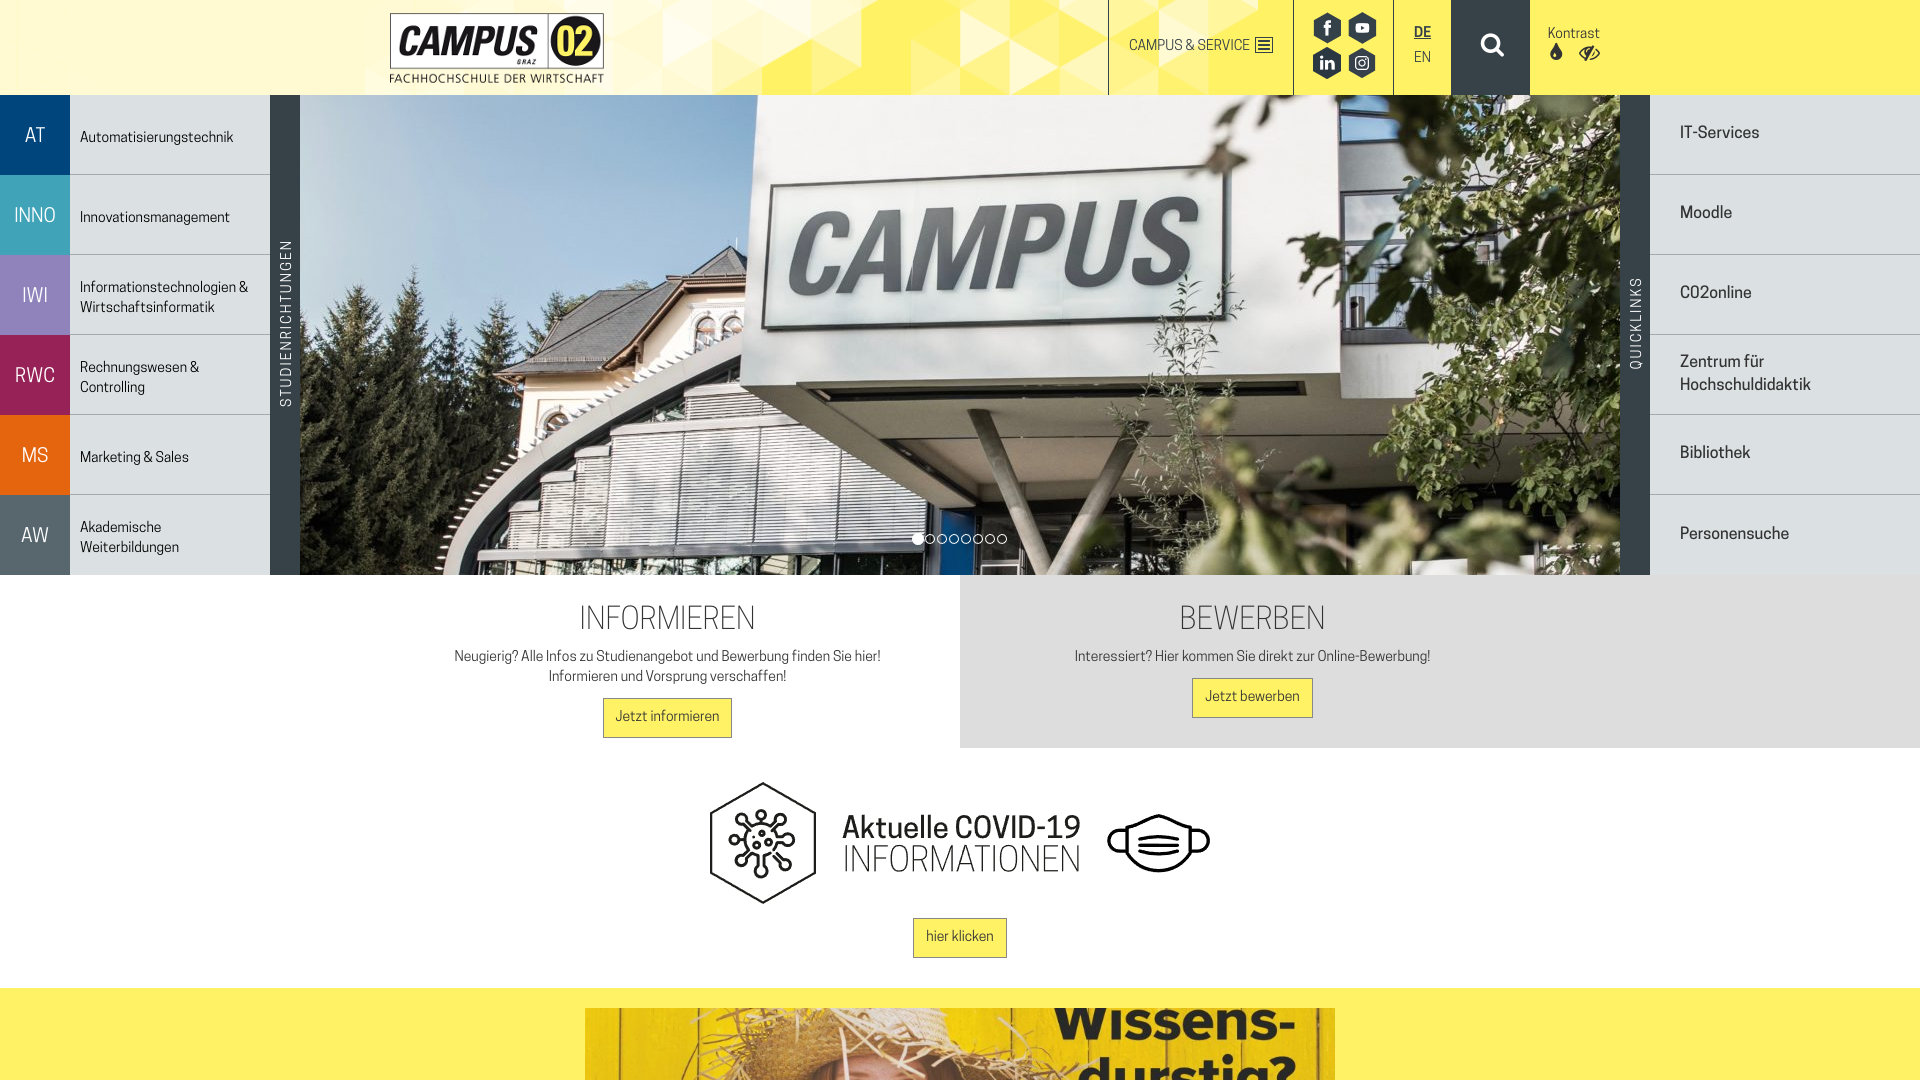 CAMPUS 02
GRAZ
FACHHOCHSCHULE DER WIRTSCHAFT
CAMPUS & SERVICE
DE
EN
Kontrast
AT
Automatisierungstechnik
INNO
Innovationsmanagement
IWI
Informationstechnologien &
Wirtschaftsinformatik
RWC
Rechnungswesen &
Controlling
MS
Marketing & Sales
AW
Akademische
Weiterbildungen
STUDIENRICHTUNGEN
CAMPUS
QUICKLINKS
IT-Services
Moodle
CO2online
Zentrum für
Hochschuldidaktik
Bibliothek
Personensuche
INFORMIEREN
Neugierig? Alle Infos zu Studienangebot und Bewerbung finden Sie hier!
Informieren und Vorsprung verschaffen!
Jetzt informieren
BEWERBEN
Interessiert? Hier kommen Sie direkt zur Online-Bewerbung!
Jetzt bewerben
Aktuelle COVID-19
INFORMATIONEN
hier klicken
Wissens-
durstig?